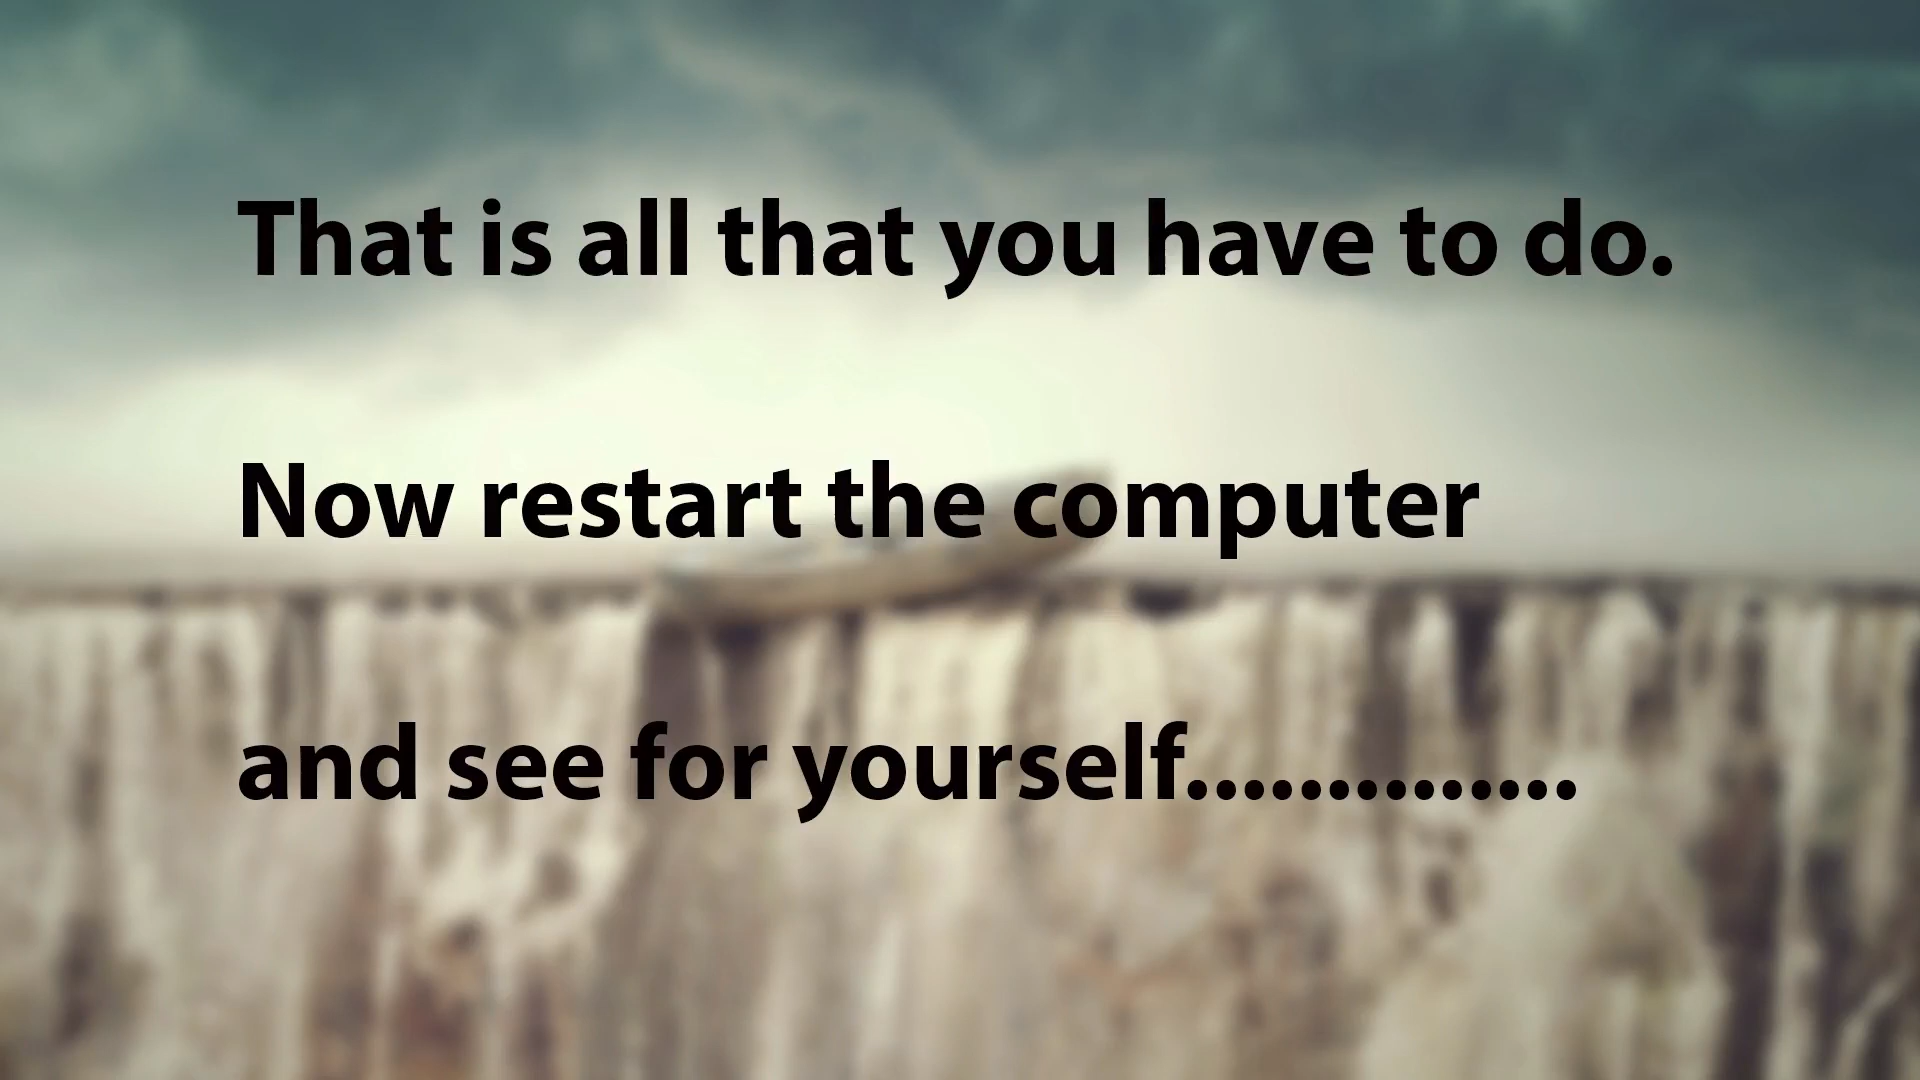 That is all that you have to do.
Now restart the computer
and see for yourself..............